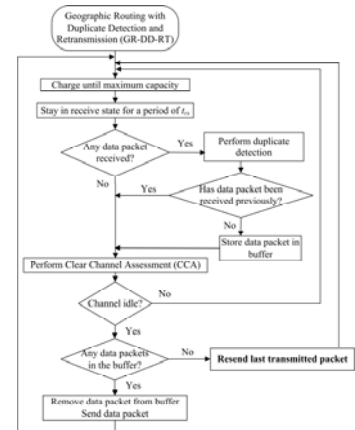 Geographic Routing with
Duplicate Detection and
Retransmission (GR-DD-RT)
Charge until maximum capacity
Stay in receive state for a period of trx
Any data packet
received?
Yes
Perform duplicate
detection
No
Yes
Has data packet been
received previously?
No
Store data packet in
buffer
Perform Clear Channel Assessment (CCA)
Channel idle?
No
Yes
Any data packets
in the buffer?
No
Resend last transmitted packet
Yes
Remove data packet from buffer
Send data packet